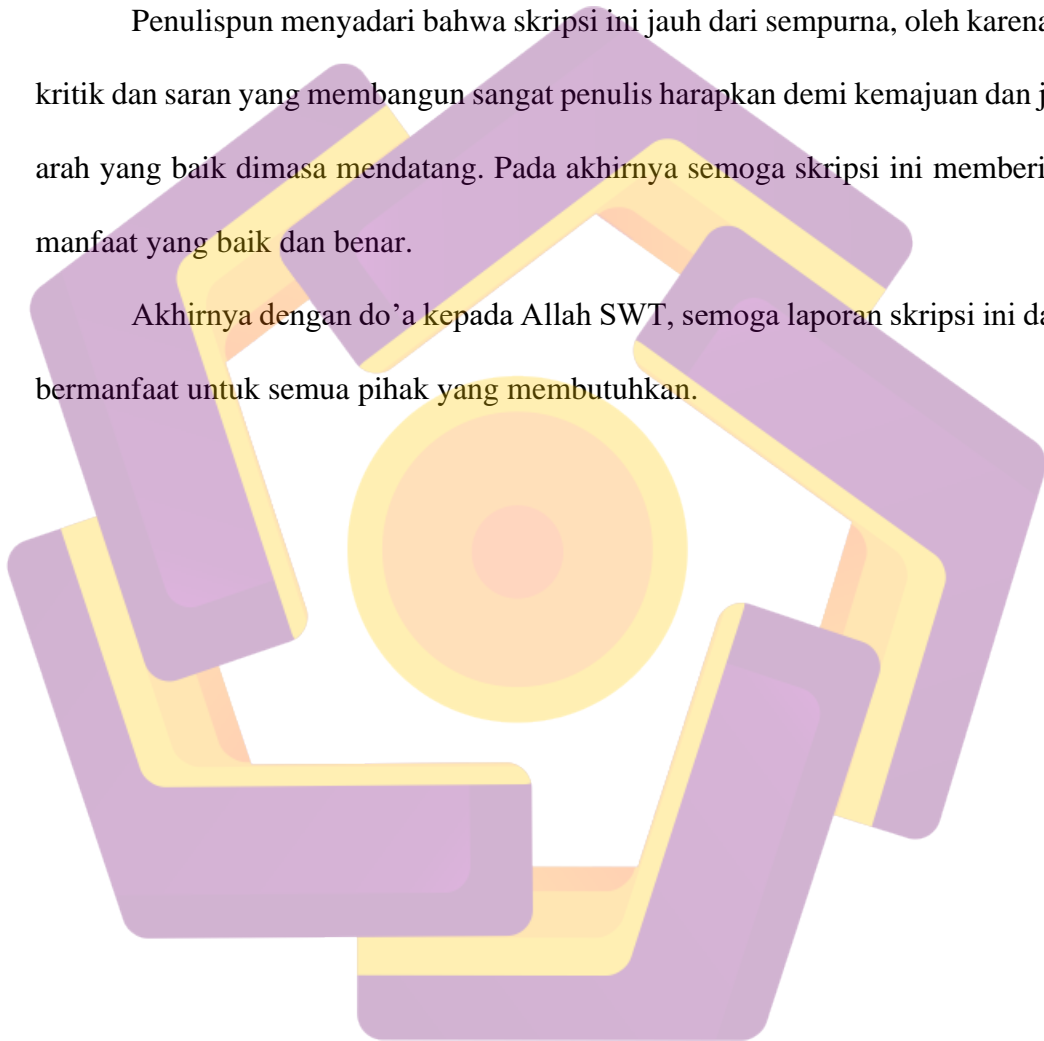 Penulispun menyadari bahwa skripsi ini jauh dari sempurna, oleh karena
kritik dan saran yang membangun sangat penulis harapkan demi kemajuan dan
arah yang baik dimasa mendatang. Pada akhirnya semoga skripsi ini memberi
manfaat yang baik dan benar.
Akhirnya dengan do’a kepada Allah SWT, semoga laporan skripsi ini
bermanfaat untuk semua pihak yang membutuhkan.